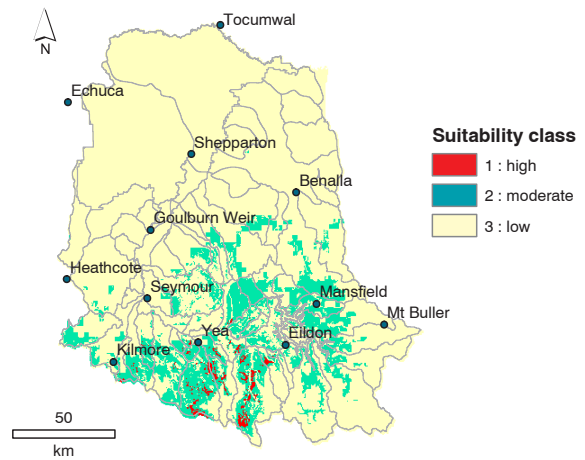 Tocumwal
N
Echuca
Shepparton
Benalla
Goulburn Weir
Heathcote
Seymour
Mansfield
Mt Buller
Yea
Eildon
Kilmore
50
km
Suitability class
1 : high
2 : moderate
3 : low